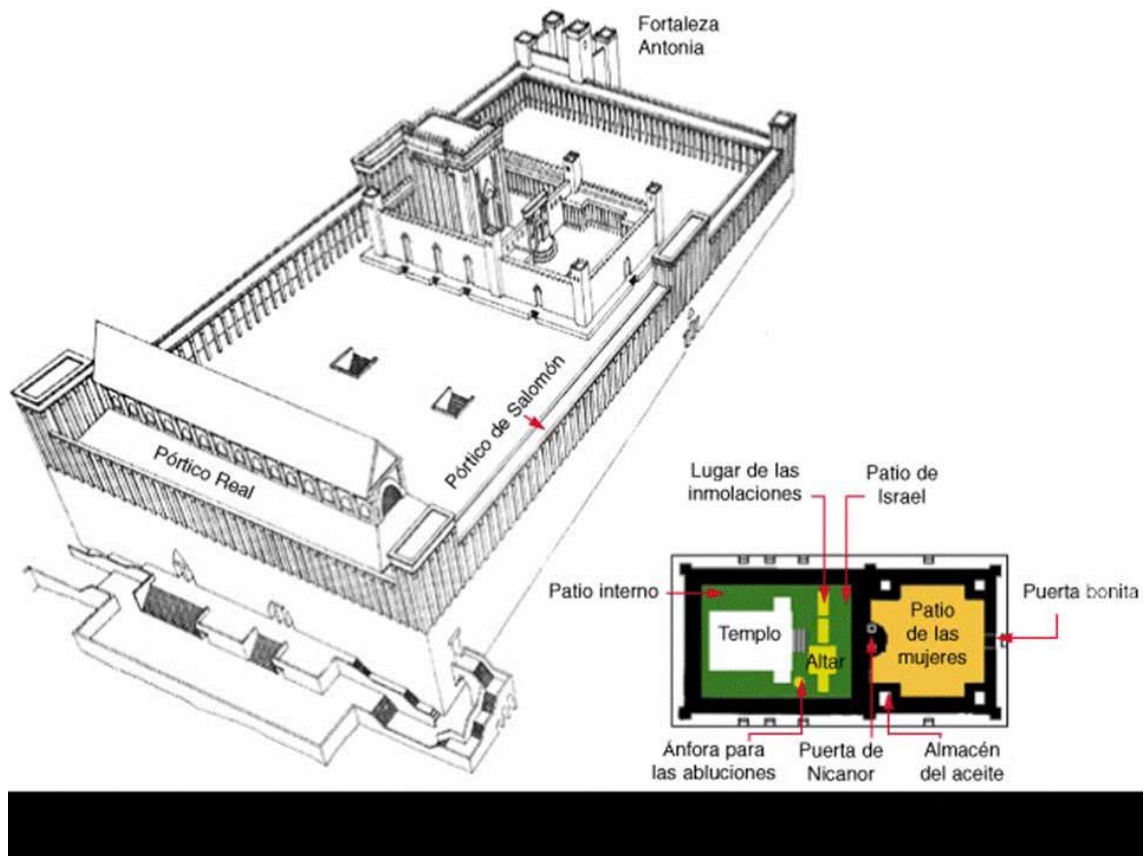 Fortaleza
Antonia
Pórtico de Salomón
Pórtico Real
Lugar de las
inmolaciones
Patio de
Israel
Patio interno
Puerta bonita
Templo
Altar
Patio
de las
mujeres
Ánfora para
las abluciones
Puerta de
Nicanor
Almacén
del aceite